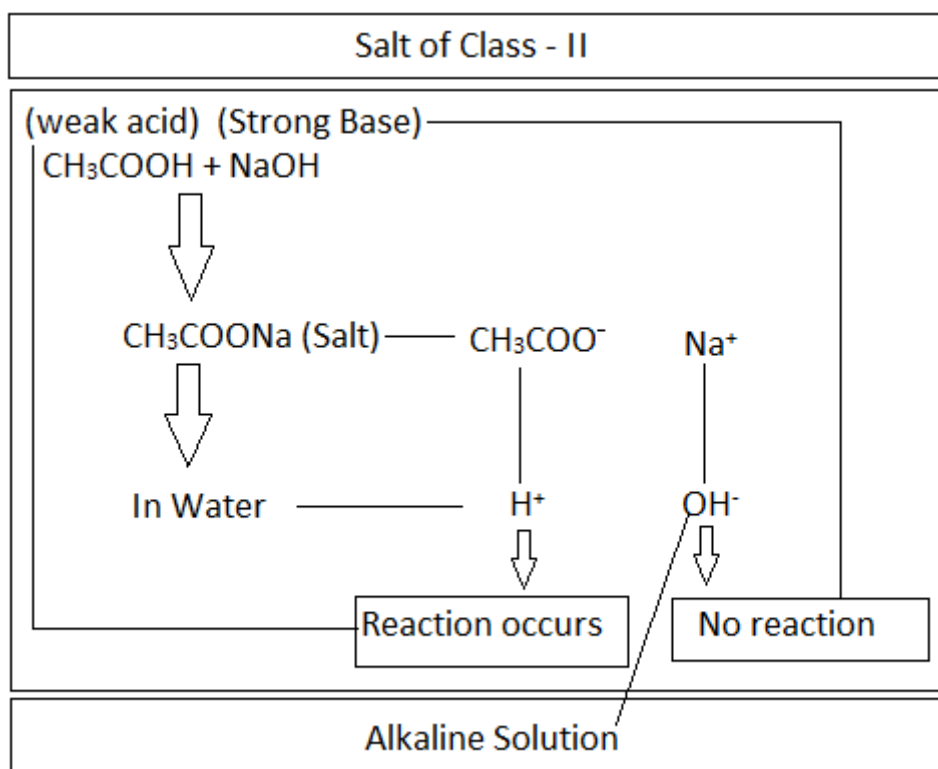 Salt of Class - II
(weak acid) (Strong Base)
CH₃COOH + NaOH
CH₃COONa (Salt) CH₃COO⁻ Na⁺
In Water H⁺ OH⁻
Reaction occurs No reaction
Alkaline Solution